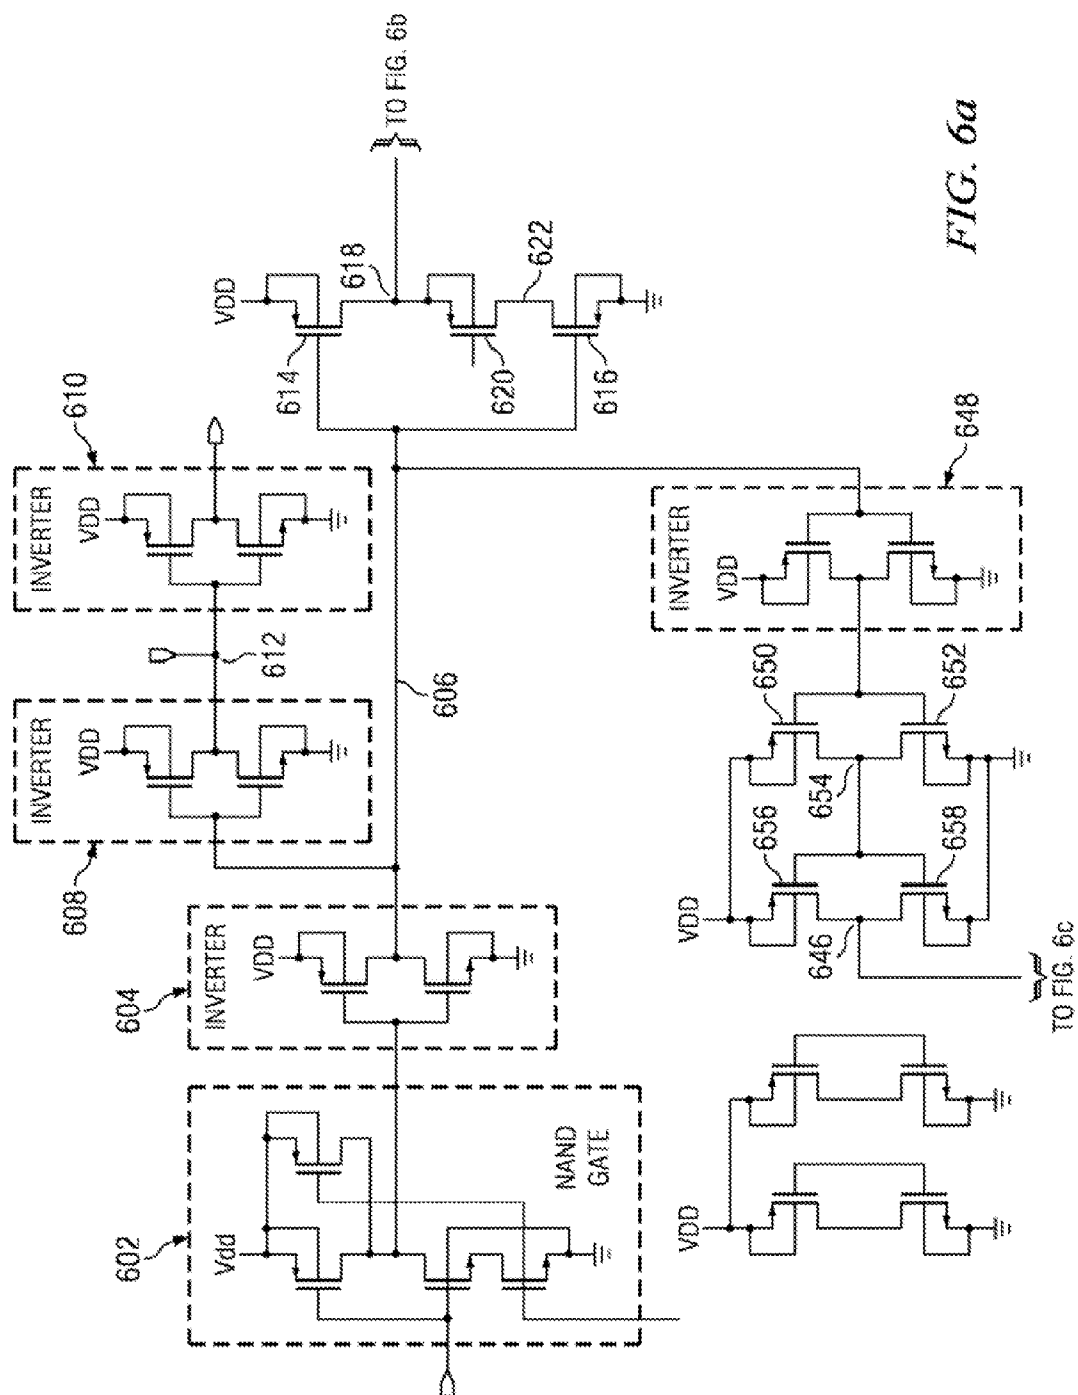 602
Vdd
NAND
GATE
604
INVERTER
VDD
608
INVERTER
VDD
612
INVERTER
VDD
610
606
VDD
614
618
620
622
616
TO FIG. 6b
VDD
VDD
656
646
658
654
650
652
TO FIG. 6c
INVERTER
VDD
648
FIG. 6a